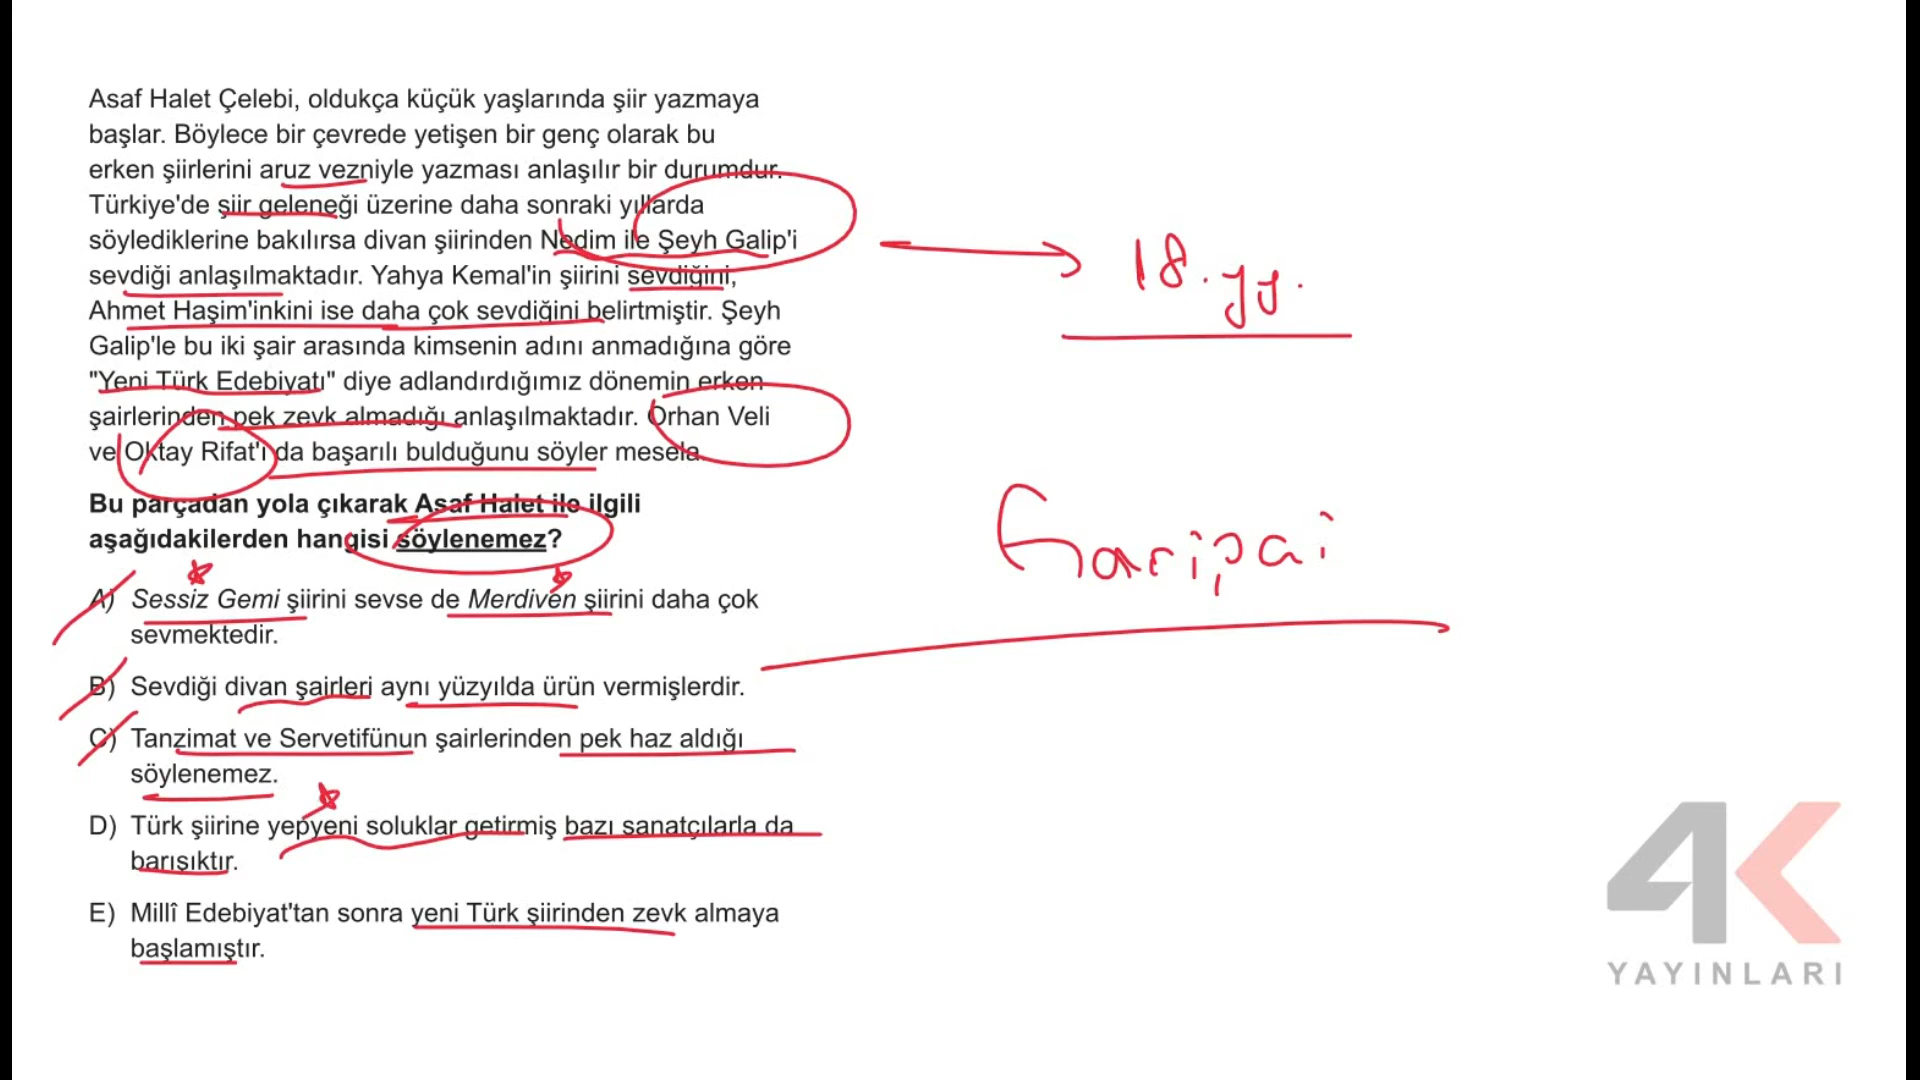 Asaf Halet Çelebi, oldukça küçük yaşlarında şiir yazmaya
başlar. Böylece bir çevrede yetişen bir genç olarak bu
erken şiirlerini aruz vezniyle yazması anlaşılır bir durumdur.
Türkiye'de şiir geleneği üzerine daha sonraki yıllarda
söylediklerine bakılırsa divan şiirinden Nedim ile Şeyh Galip'i
sevdiği anlaşılmaktadır. Yahya Kemal'in şiirini sevdiğini,
Ahmet Haşim'inkini ise daha çok sevdiğini belirtmiştir. Şeyh
Galip'le bu iki şair arasında kimsenin adını anmadığına göre
"Yeni Türk Edebiyatı" diye adlandırdığımız dönemin erken
şairlerinden pek zevk almadığı anlaşılmaktadır. Orhan Veli
ve Oktay Rifat'ı da başarılı bulduğunu söyler mesela.
Bu parçadan yola çıkarak Asaf Halet ile ilgili
aşağıdakilerden hangisi söylenemez?
A) Sessiz Gemi şiirini sevse de Merdiven şiirini daha çok
sevmektedir.
B) Sevdiği divan şairleri aynı yüzyılda ürün vermişlerdir.
C) Tanzimat ve Servetifünun şairlerinden pek haz aldığı
söylenemez.
D) Türk şiirine yepyeni soluklar getirmiş bazı sanatçılarla da
barışıktır.
E) Millî Edebiyat'tan sonra yeni Türk şiirinden zevk almaya
başlamıştır.
18.yy.
4K
YAYINLARI